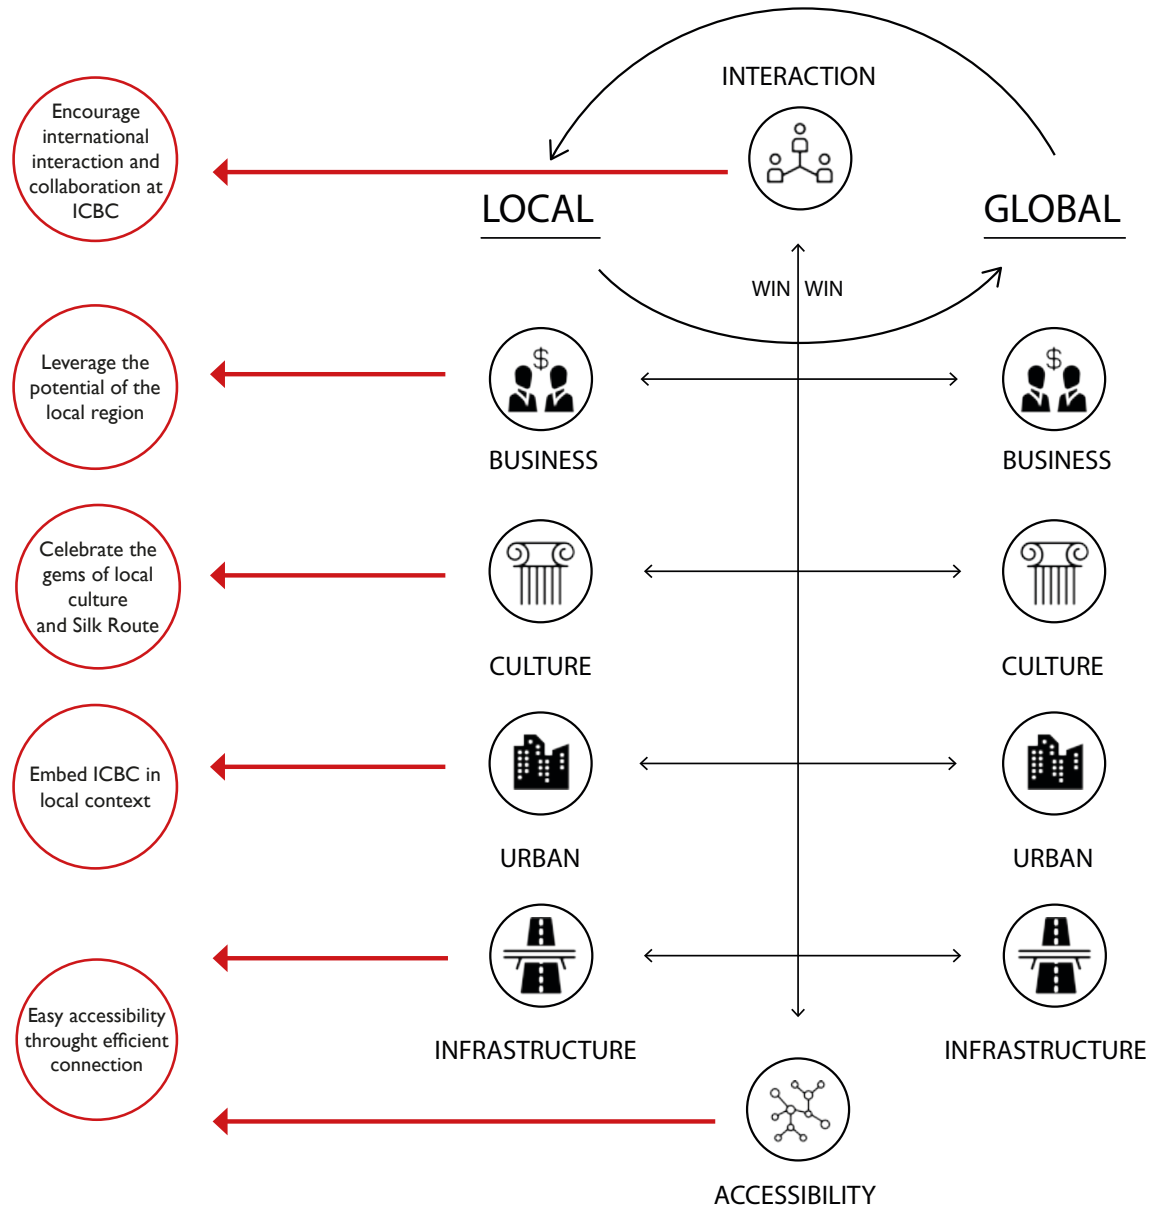 INTERACTION
Encourage
international
interaction and
collaboration at
ICBC
LOCAL
GLOBAL
WIN WIN
Leverage the
potential of the
local region
$
$
BUSINESS
BUSINESS
Celebrate the
gems of local
culture
and Silk Route
CULTURE
CULTURE
Embed ICBC in
local context
URBAN
URBAN
Easy accessibility
throught efficient
connection
INFRASTRUCTURE
INFRASTRUCTURE
ACCESSIBILITY